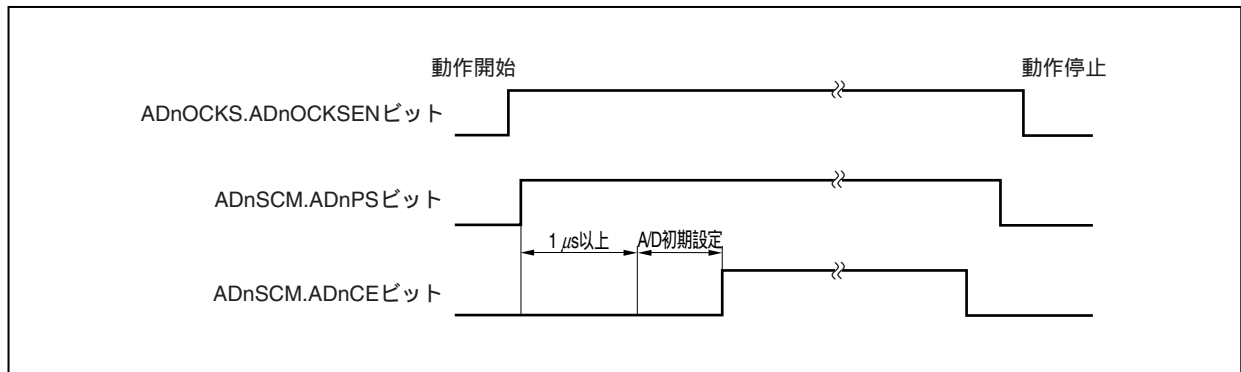 動作開始 動作停止
ADnOCKS.ADnOCKSENビット
ADnSCM.ADnPSビット
1 μs以上 A/D初期設定
ADnSCM.ADnCEビット